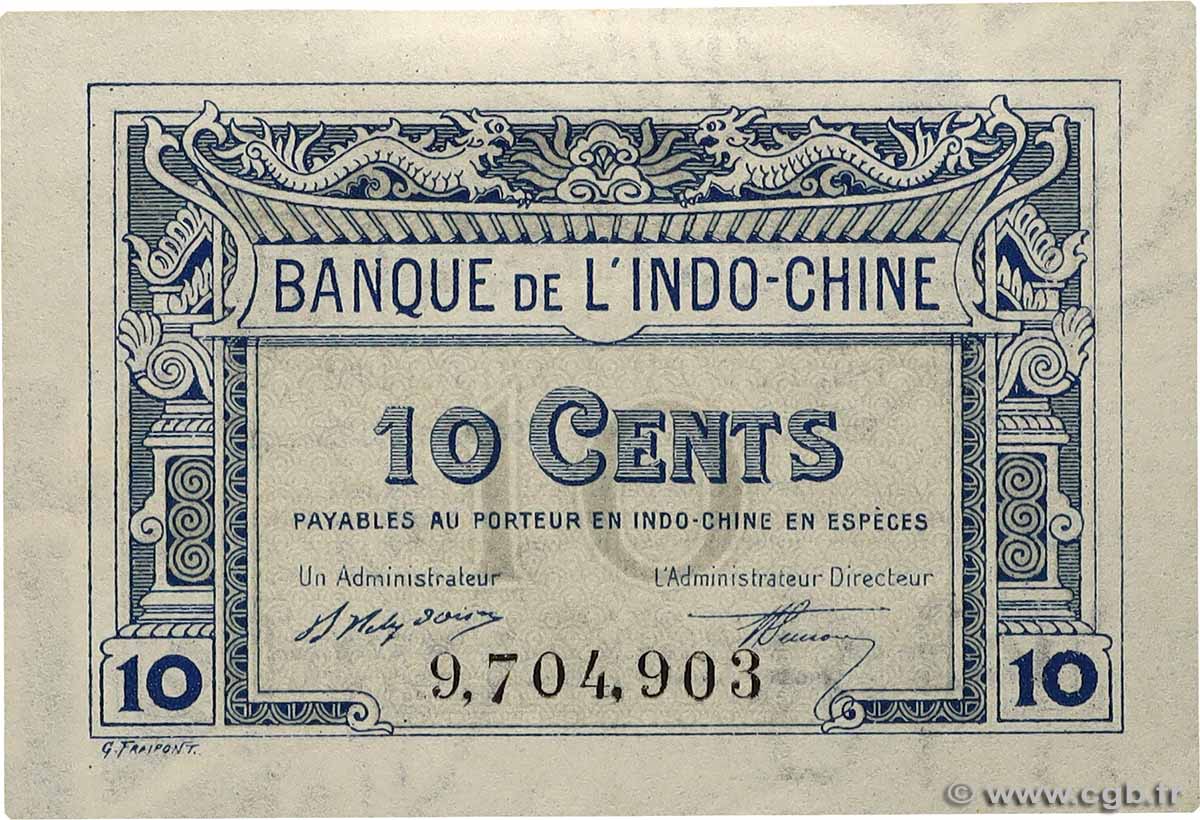 BANQUE DE L'INDO-CHINE
10 CENTS
10
PAYABLES AU PORTEUR EN INDO-CHINE EN ESPÈCES
Un Administrateur L'Administrateur Directeur
9,704,903
10 10
G. FRAIPONT.
© www.cgb.fr